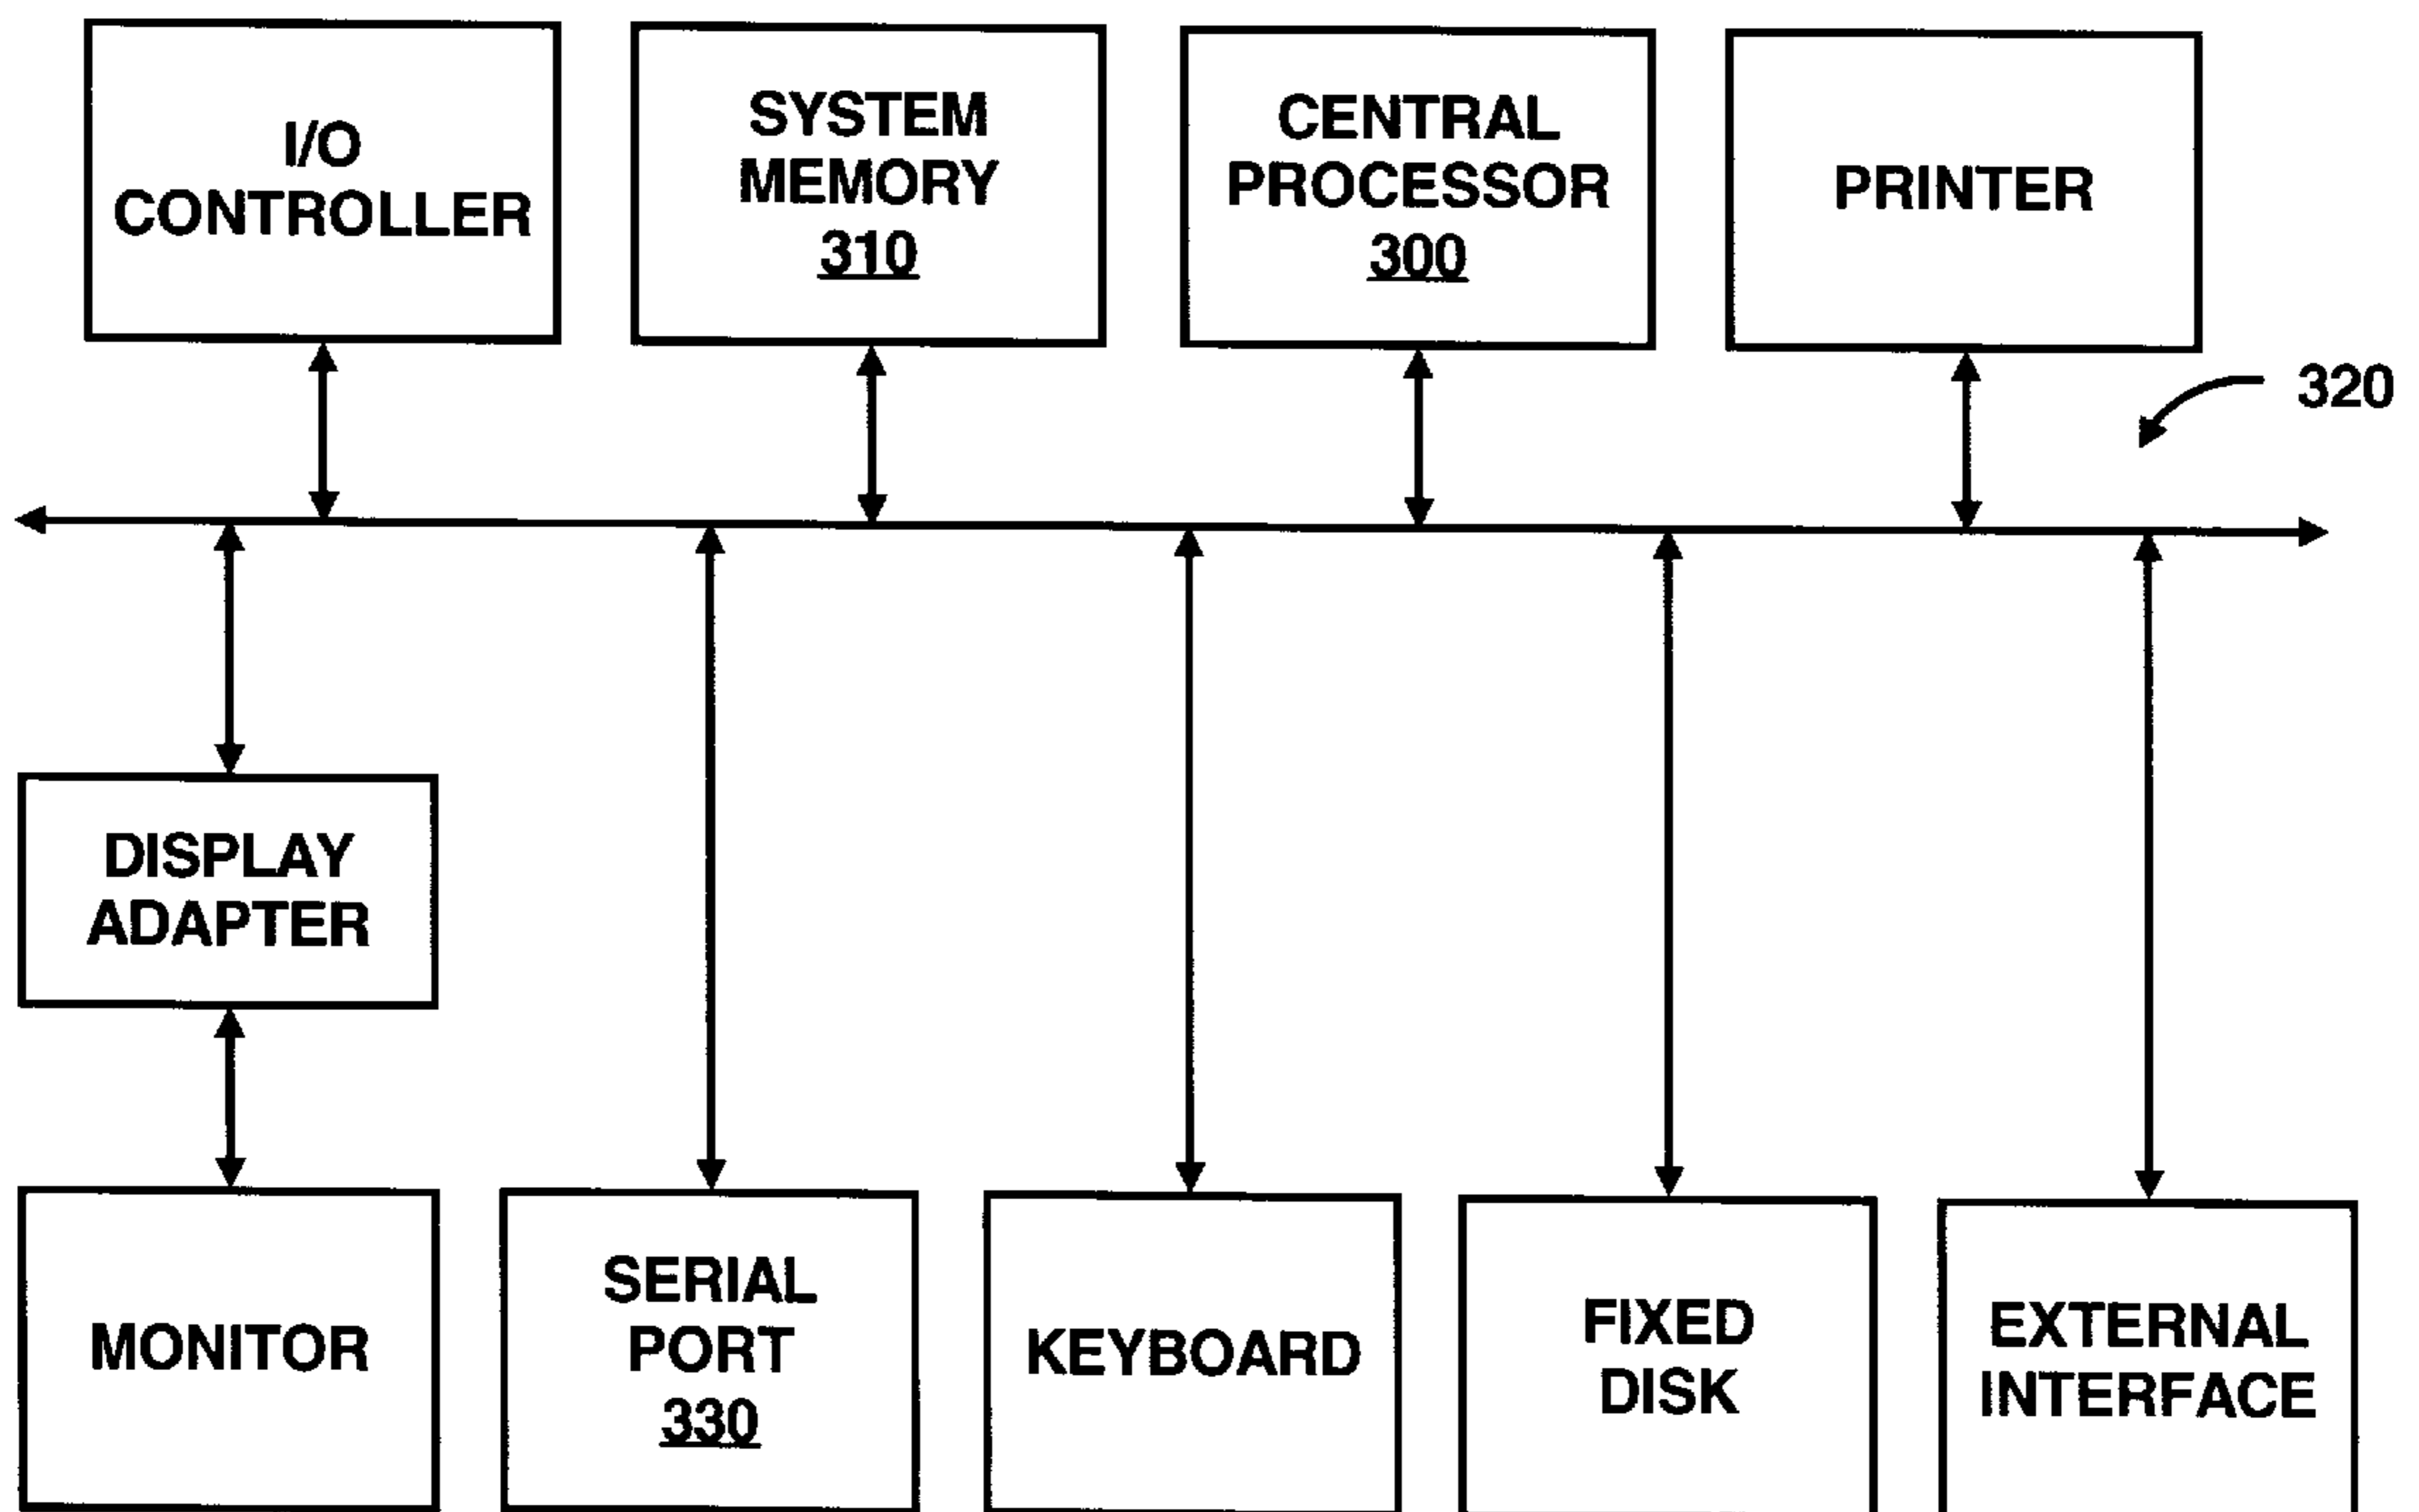 I/O
CONTROLLER
SYSTEM
MEMORY
310
CENTRAL
PROCESSOR
300
PRINTER
320
DISPLAY
ADAPTER
MONITOR
SERIAL
PORT
330
KEYBOARD
FIXED
DISK
EXTERNAL
INTERFACE